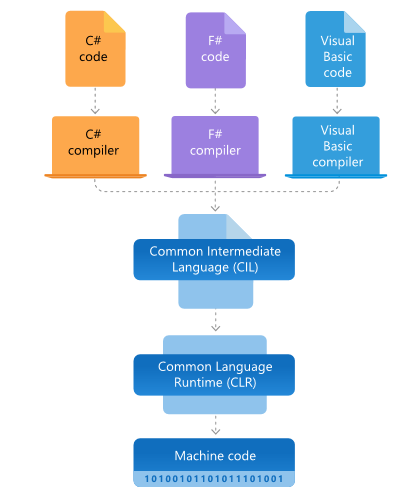 C#
code
F#
code
Visual
Basic
code
C#
compiler
F#
compiler
Visual
Basic
compiler
Common Intermediate
Language (CIL)
Common Language
Runtime (CLR)
Machine code
10100101101011101001